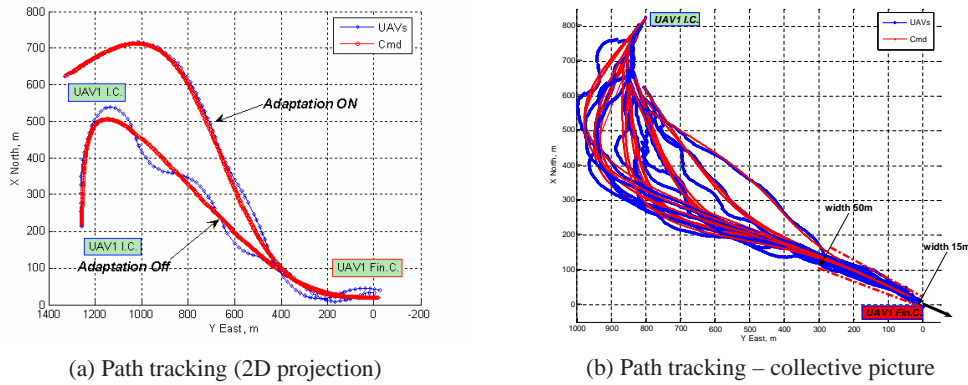 800
700
600
500
400
300
200
100
0
X North, m
1400 1200 1000 800 600 400 200 0 -200
Y East, m
UAVs
Cmd
UAV1 I.C.
Adaptation ON
UAV1 I.C.
Adaptation Off
UAV1 Fin.C.
(a) Path tracking (2D projection)
800
700
600
500
400
300
200
100
0
X North, m
1000 900 800 700 600 500 400 300 200 100 0
Y East, m
UAV1 I.C.
UAVs
Cmd
width 50m
width 15m
UAV1 Fin.C.
(b) Path tracking – collective picture